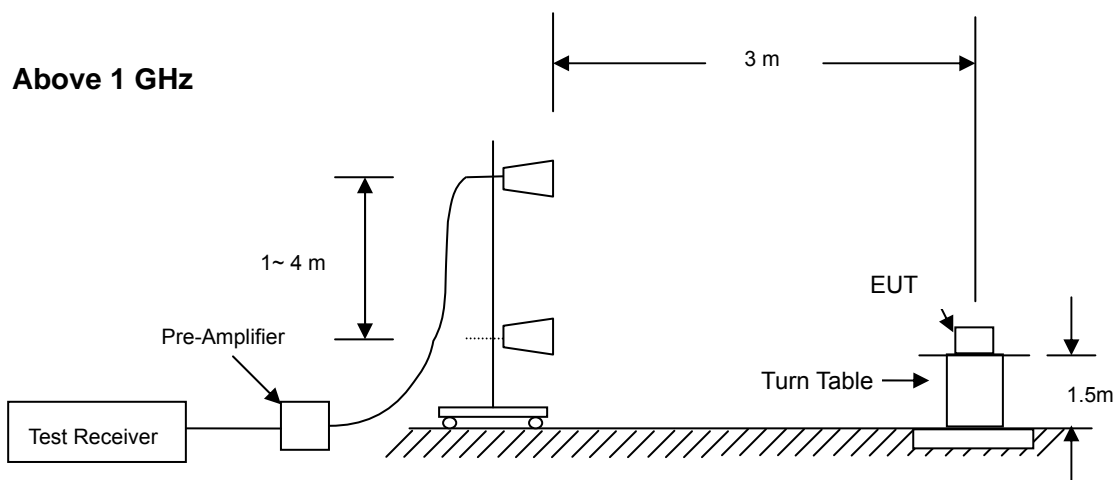 3 m
Above 1 GHz
1~ 4 m
EUT
Pre-Amplifier
Turn Table
1.5m
Test Receiver